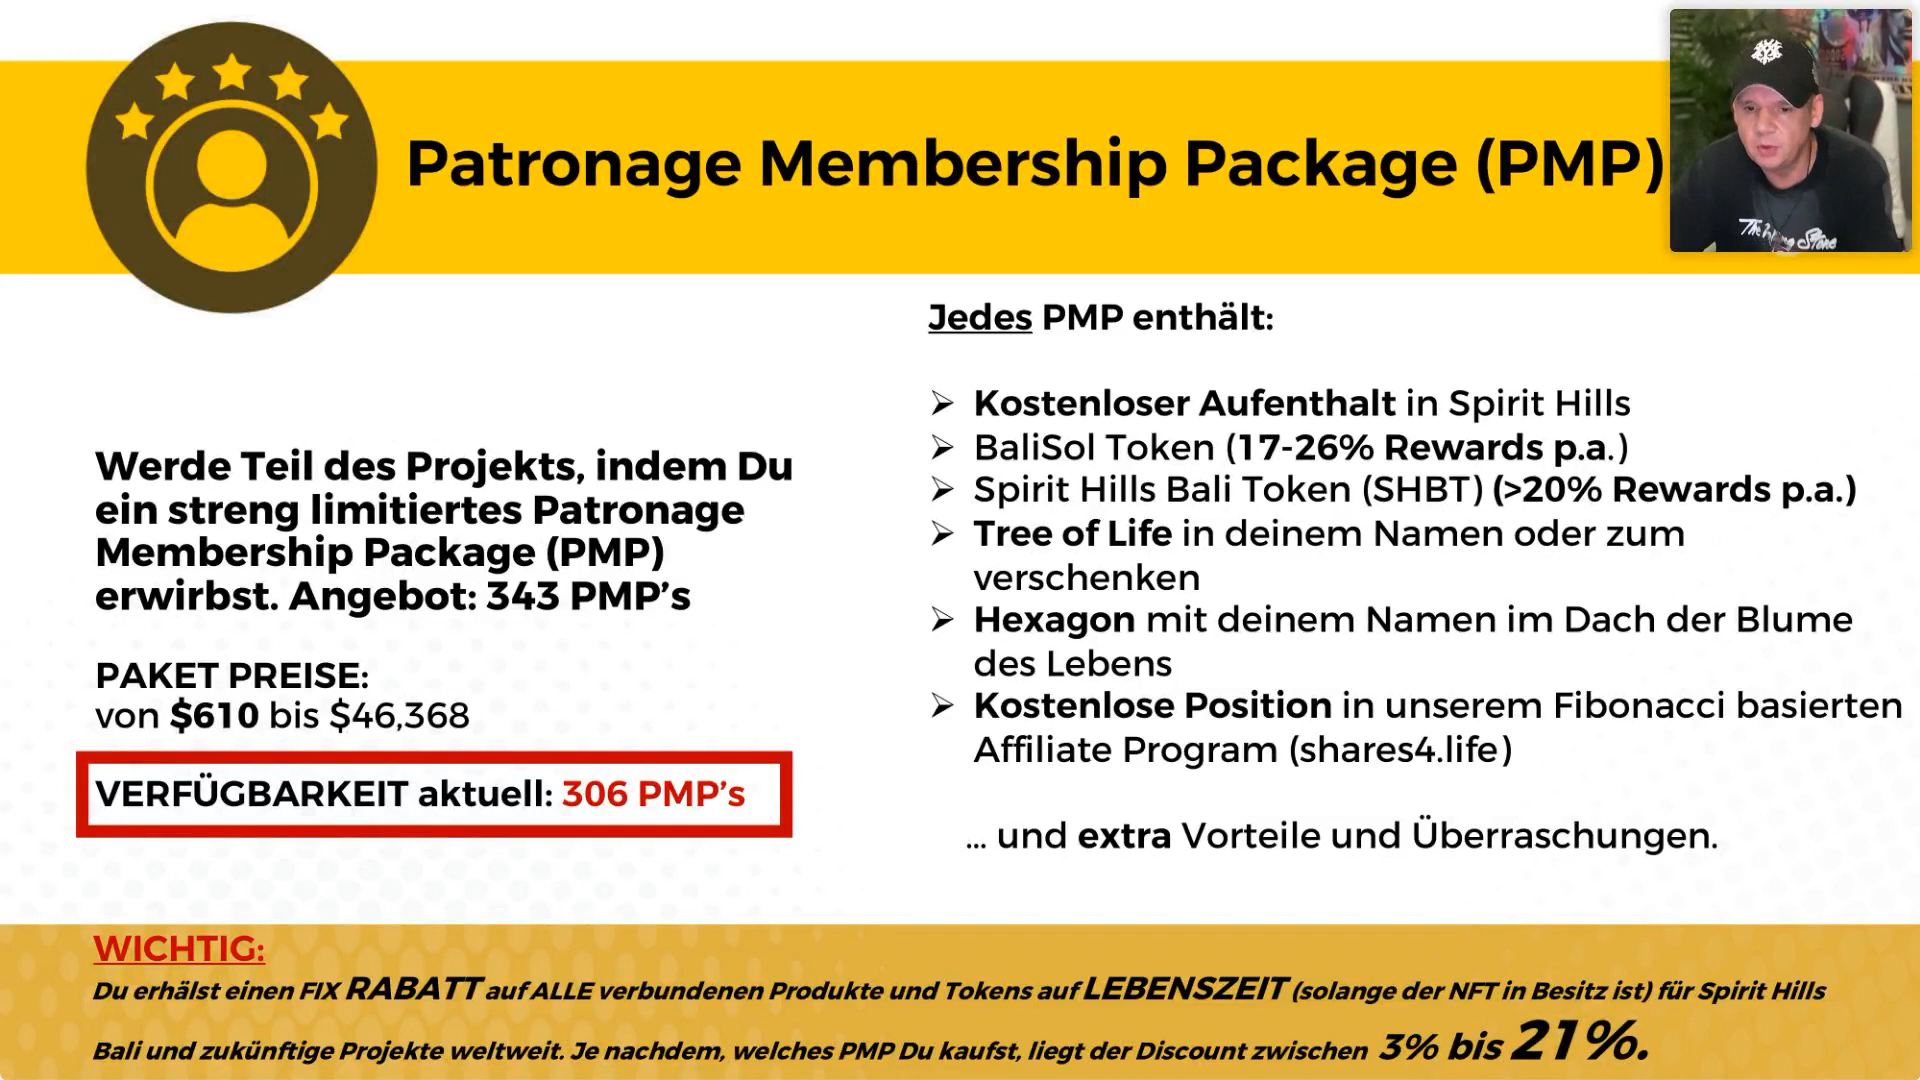 Patronage Membership Package (PMP)
Werde Teil des Projekts, indem Du
ein streng limitiertes Patronage
Membership Package (PMP)
erwirbst. Angebot: 343 PMP's
PAKET PREISE:
von $610 bis $46,368
VERFÜGBARKEIT aktuell: 306 PMP's
Jedes PMP enthält:
Kostenloser Aufenthalt in Spirit Hills
BaliSol Token (17-26% Rewards p.a.)
Spirit Hills Bali Token (SHBT) (>20% Rewards p.a.)
Tree of Life in deinem Namen oder zum
verschenken
Hexagon mit deinem Namen im Dach der Blume
des Lebens
Kostenlose Position in unserem Fibonacci basierten
Affiliate Program (shares4.life)
... und extra Vorteile und Überraschungen.
WICHTIG:
Du erhälst einen FIX RABATT auf ALLE verbundenen Produkte und Tokens auf LEBENSZEIT (solange der NFT in Besitz ist) für Spirit Hills
Bali und zukünftige Projekte weltweit. Je nachdem, welches PMP Du kaufst, liegt der Discount zwischen 3% bis 21%.